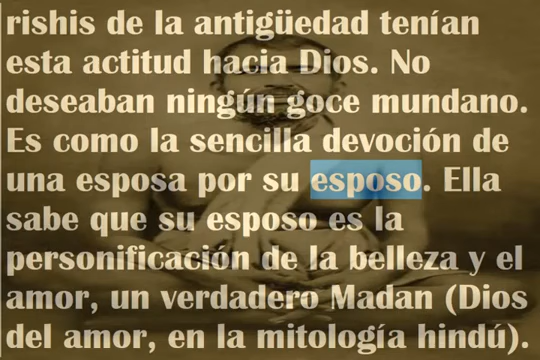 rishis de la antigüedad tenían
esta actitud hacia Dios. No
deseaban ningún goce mundano.
Es como la sencilla devoción de
una esposa por su esposo. Ella
sabe que su esposo es la
personificación de la belleza y el
amor, un verdadero Madan (Dios
del amor, en la mitología hindú).